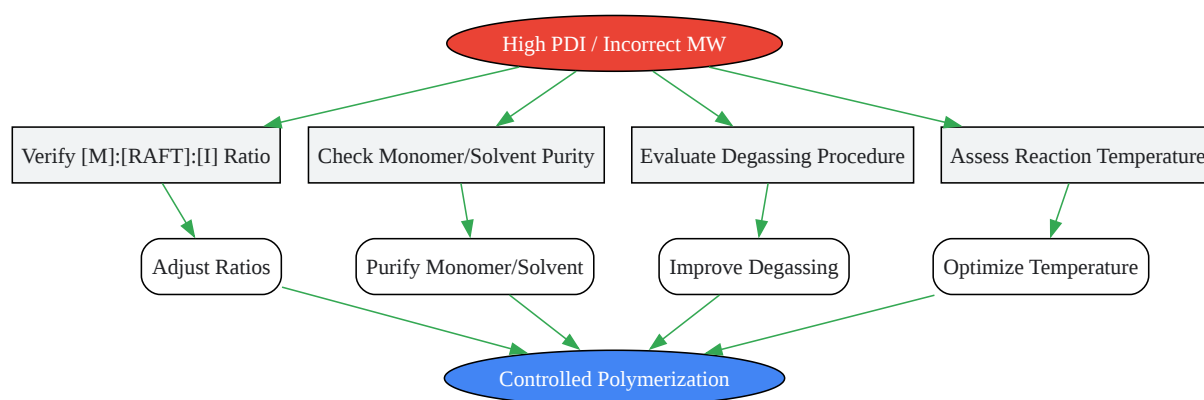 High PDI / Incorrect MW
Verify [M]:[RAFT]:[I] Ratio
Check Monomer/Solvent Purity
Evaluate Degassing Procedure
Assess Reaction Temperature
Adjust Ratios
Purify Monomer/Solvent
Improve Degassing
Optimize Temperature
Controlled Polymerization